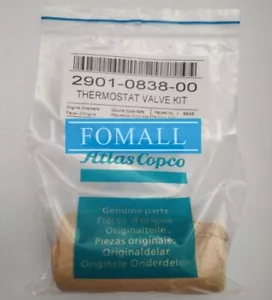 2901-0838-00
THERMOSTAT VALVE KIT
FOMALL
Atlas Copco
Genuine parts
Pièces d'origine
Originalteile
Piezas originales
Originaldelar
Originele Onderdelen